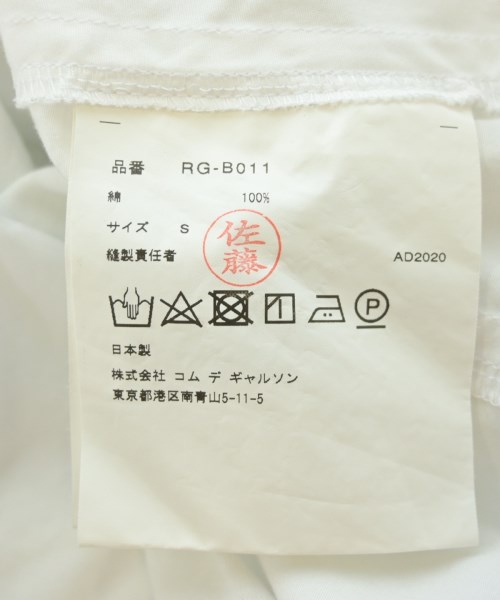 品番 RG-B011
綿 100%
サイズ S
佐藤
縫製責任者 AD2020
P
日本製
株式会社 コム デ ギャルソン
東京都港区南青山5-11-5